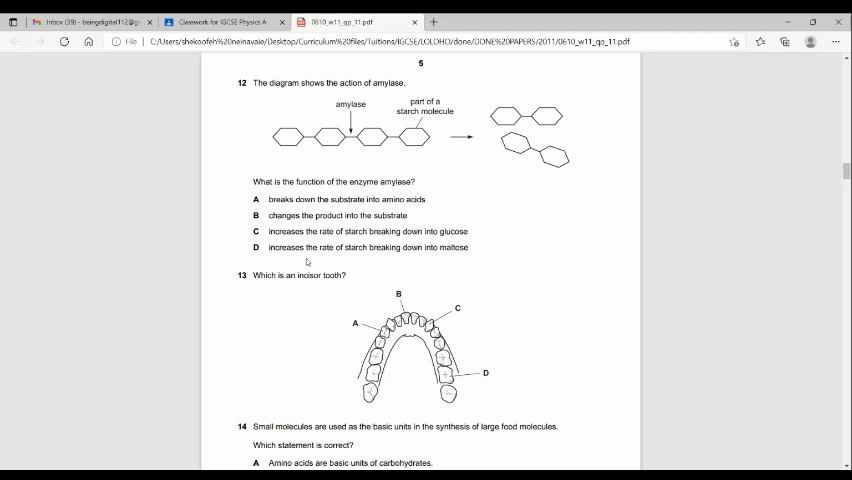 Inbox (39) - beingdigital112@g
Classwork for IGCSE Physics A
0610_w11_qp_11.pdf
File
C:/Users/shekoofeh%20neinavaie/Desktop/Curriculum%20files/Tuitions/IGCSE/LOLOHO/done/DONE%20PAPERS/2011/0610_w11_qp_11.pdf
5
12 The diagram shows the action of amylase.
amylase
part of a
starch molecule
What is the function of the enzyme amylase?
A breaks down the substrate into amino acids
B changes the product into the substrate
C increases the rate of starch breaking down into glucose
D increases the rate of starch breaking down into maltose
13 Which is an incisor tooth?
B
C
A
D
14 Small molecules are used as the basic units in the synthesis of large food molecules.
Which statement is correct?
A Amino acids are basic units of carbohydrates.